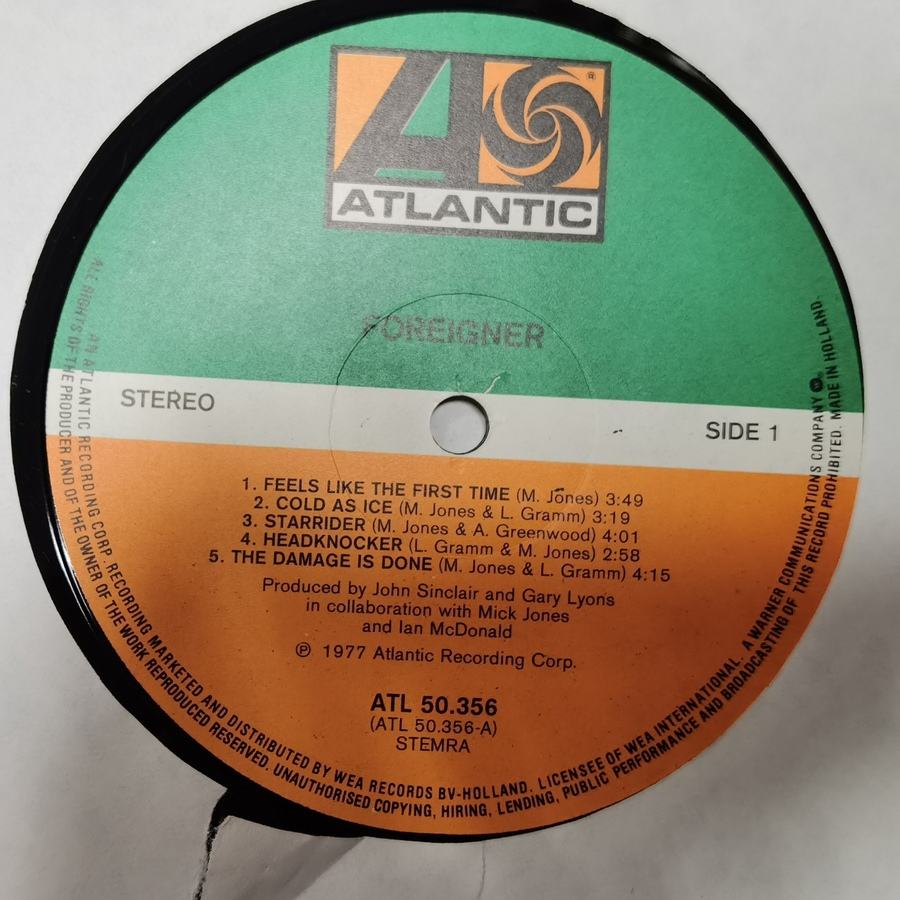 ®
ATLANTIC
FOREIGNER
STEREO
SIDE 1
1. FEELS LIKE THE FIRST TIME (M. Jones) 3:49
2. COLD AS ICE (M. Jones & L. Gramm) 3:19
3. STARRIDER (M. Jones & A. Greenwood) 4:01
4. HEADKNOCKER (L. Gramm & M. Jones) 2:58
5. THE DAMAGE IS DONE (M. Jones & L. Gramm) 4:15
Produced by John Sinclair and Gary Lyons
in collaboration with Mick Jones
and Ian McDonald
℗ 1977 Atlantic Recording Corp.
ATL 50.356
(ATL 50.356-A)
STEMRA
AN ATLANTIC RECORDING CORP. RECORDING MARKETED AND DISTRIBUTED BY WEA RECORDS BV-HOLLAND. LICENSEE OF WEA INTERNATIONAL. A WARNER COMMUNICATIONS COMPANY
ALL RIGHTS OF THE PRODUCER AND OF THE OWNER OF THE WORK REPRODUCED RESERVED. UNAUTHORISED COPYING, HIRING, LENDING, PUBLIC PERFORMANCE AND BROADCASTING OF THIS RECORD PROHIBITED. MADE IN HOLLAND.